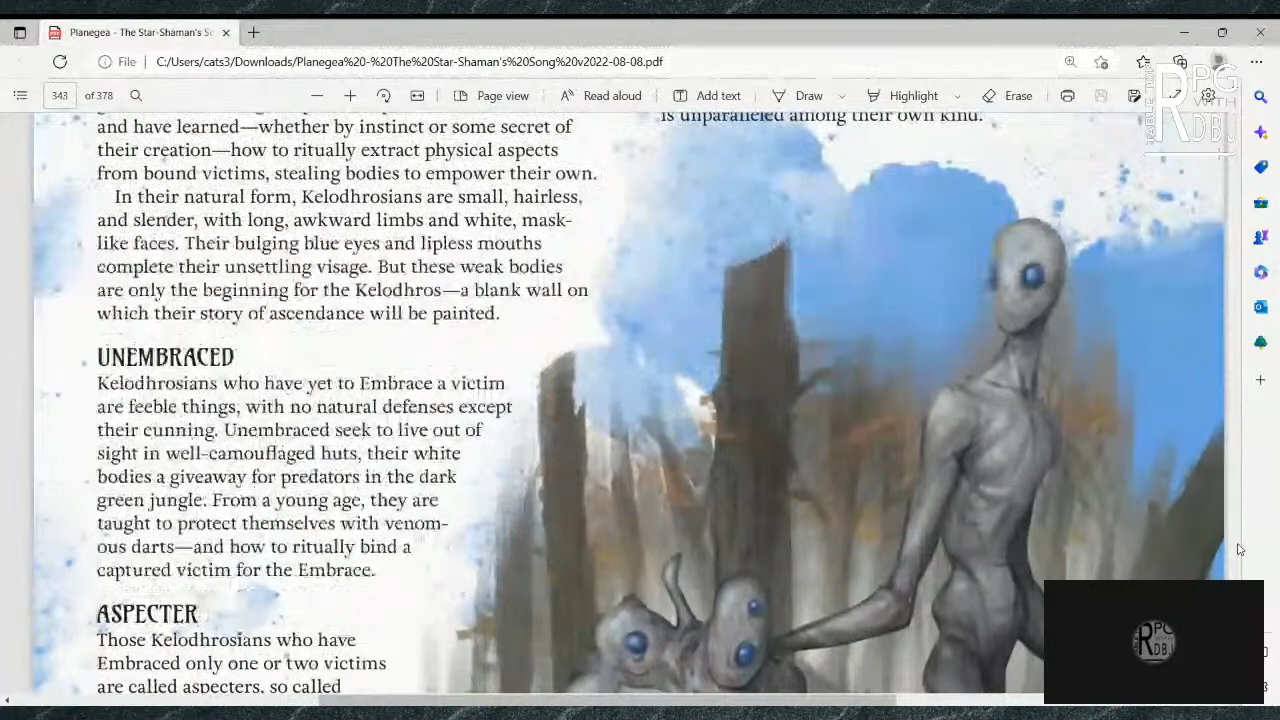 Planegea - The Star-Shaman's So
File
C:/Users/cats3/Downloads/Planegea%20-%20The%20Star-Shaman's%20Song%20v2022-08-08.pdf
343
of 378
Page view
Read aloud
Add text
Draw
Highlight
Erase
RPG
TABLE TOP
WITH
RDBU
and have learned—whether by instinct or some secret of
their creation—how to ritually extract physical aspects
from bound victims, stealing bodies to empower their own.
In their natural form, Kelodhrosians are small, hairless,
and slender, with long, awkward limbs and white, mask-
like faces. Their bulging blue eyes and lipless mouths
complete their unsettling visage. But these weak bodies
are only the beginning for the Kelodhros—a blank wall on
which their story of ascendance will be painted.
UNEMBRACED
Kelodhrosians who have yet to Embrace a victim
are feeble things, with no natural defenses except
their cunning. Unembraced seek to live out of
sight in well-camouflaged huts, their white
bodies a giveaway for predators in the dark
green jungle. From a young age, they are
taught to protect themselves with venom-
ous darts—and how to ritually bind a
captured victim for the Embrace.
ASPECTER
Those Kelodhrosians who have
Embraced only one or two victims
are called aspecters, so called
is unparalleled among their own kind.
RPG
RDBU